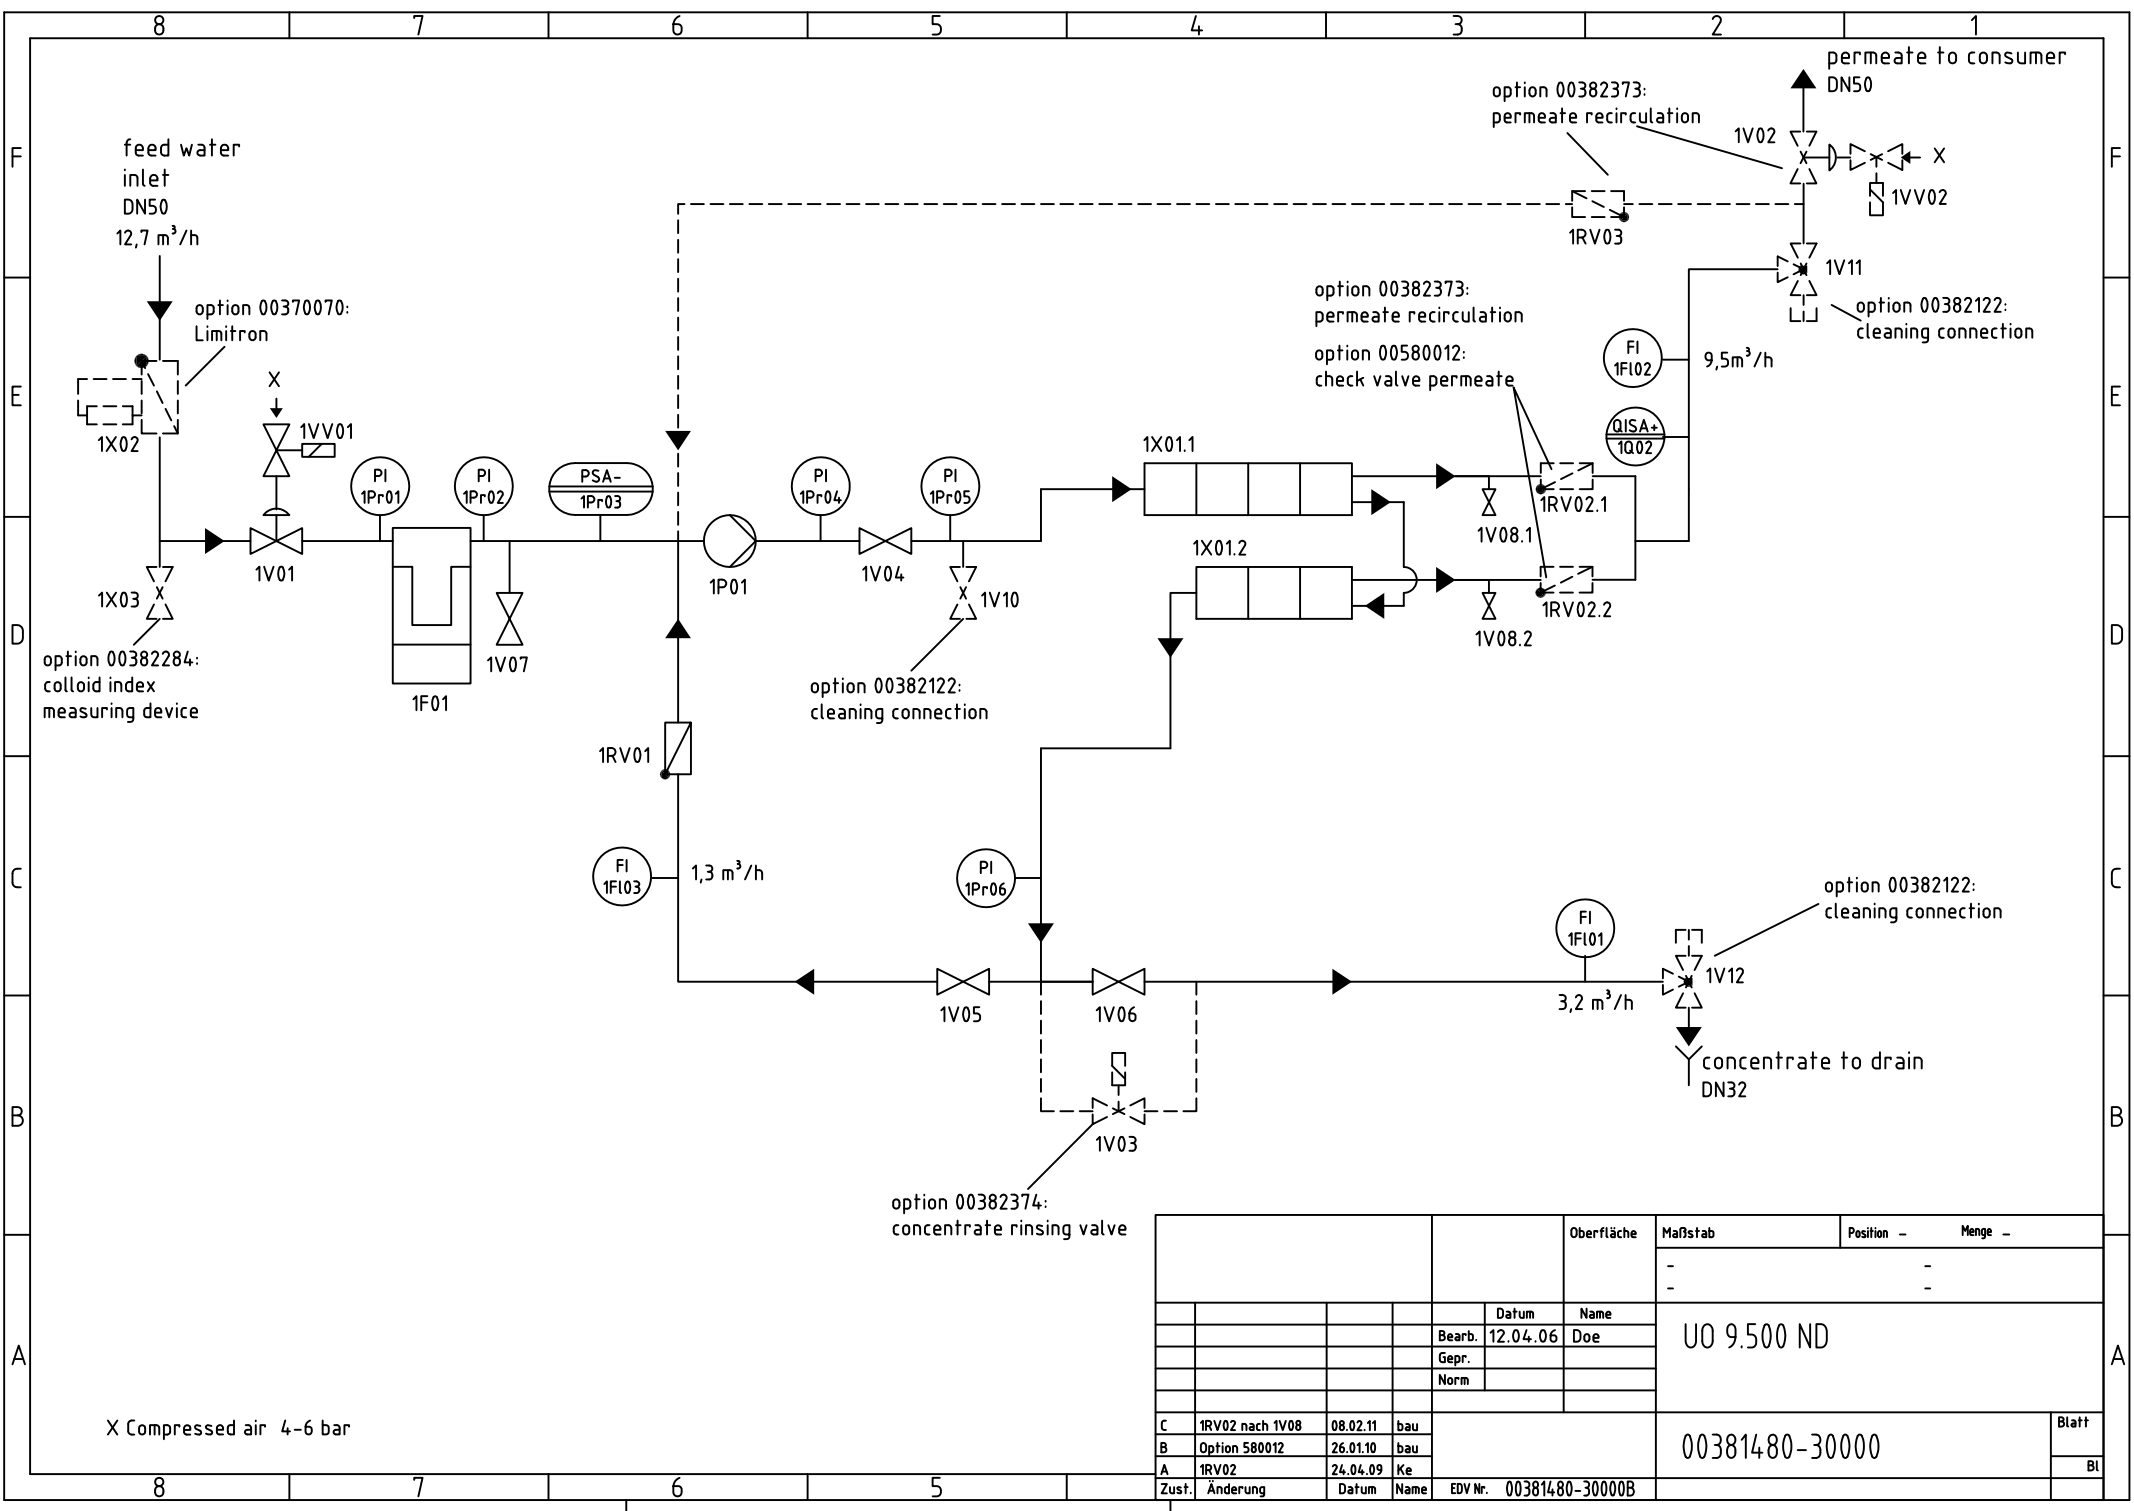 8 7 6 5 4 3 2 1
F
E
D
C
B
A
feed water
inlet
DN50
12,7 m³/h
option 00370070:
Limitron
1X02
X
1VV01
PI
1Pr01
PI
1Pr02
PSA-
1Pr03
1X03
1V01
1F01
1V07
option 00382284:
colloid index
measuring device
1P01
PI
1Pr04
PI
1Pr05
1V04
1V10
option 00382122:
cleaning connection
1RV01
FI
1FL03
1,3 m³/h
1X01.1
1X01.2
option 00382373:
permeate recirculation
1RV03
permeate to consumer
DN50
1V02
X
1VV02
1V11
option 00382122:
cleaning connection
option 00382373:
permeate recirculation
option 00580012:
check valve permeate
FI
1FL02
9,5m³/h
QISA+
1Q02
1RV02.1
1V08.1
1RV02.2
1V08.2
PI
1Pr06
1V05
1V06
1V03
option 00382374:
concentrate rinsing valve
FI
1FL01
3,2 m³/h
option 00382122:
cleaning connection
1V12
concentrate to drain
DN32
X Compressed air 4-6 bar
F
E
D
C
B
A
Oberfläche Maßstab Position - Menge -
- -
- -
Datum Name
Bearb. 12.04.06 Doe
Gepr.
Norm
UO 9.500 ND
C 1RV02 nach 1V08 08.02.11 bau
B Option 580012 26.01.10 bau
A 1RV02 24.04.09 Ke
Zust. Änderung Datum Name
EDV Nr. 00381480-30000B
00381480-30000
Blatt
Bl
8 7 6 5